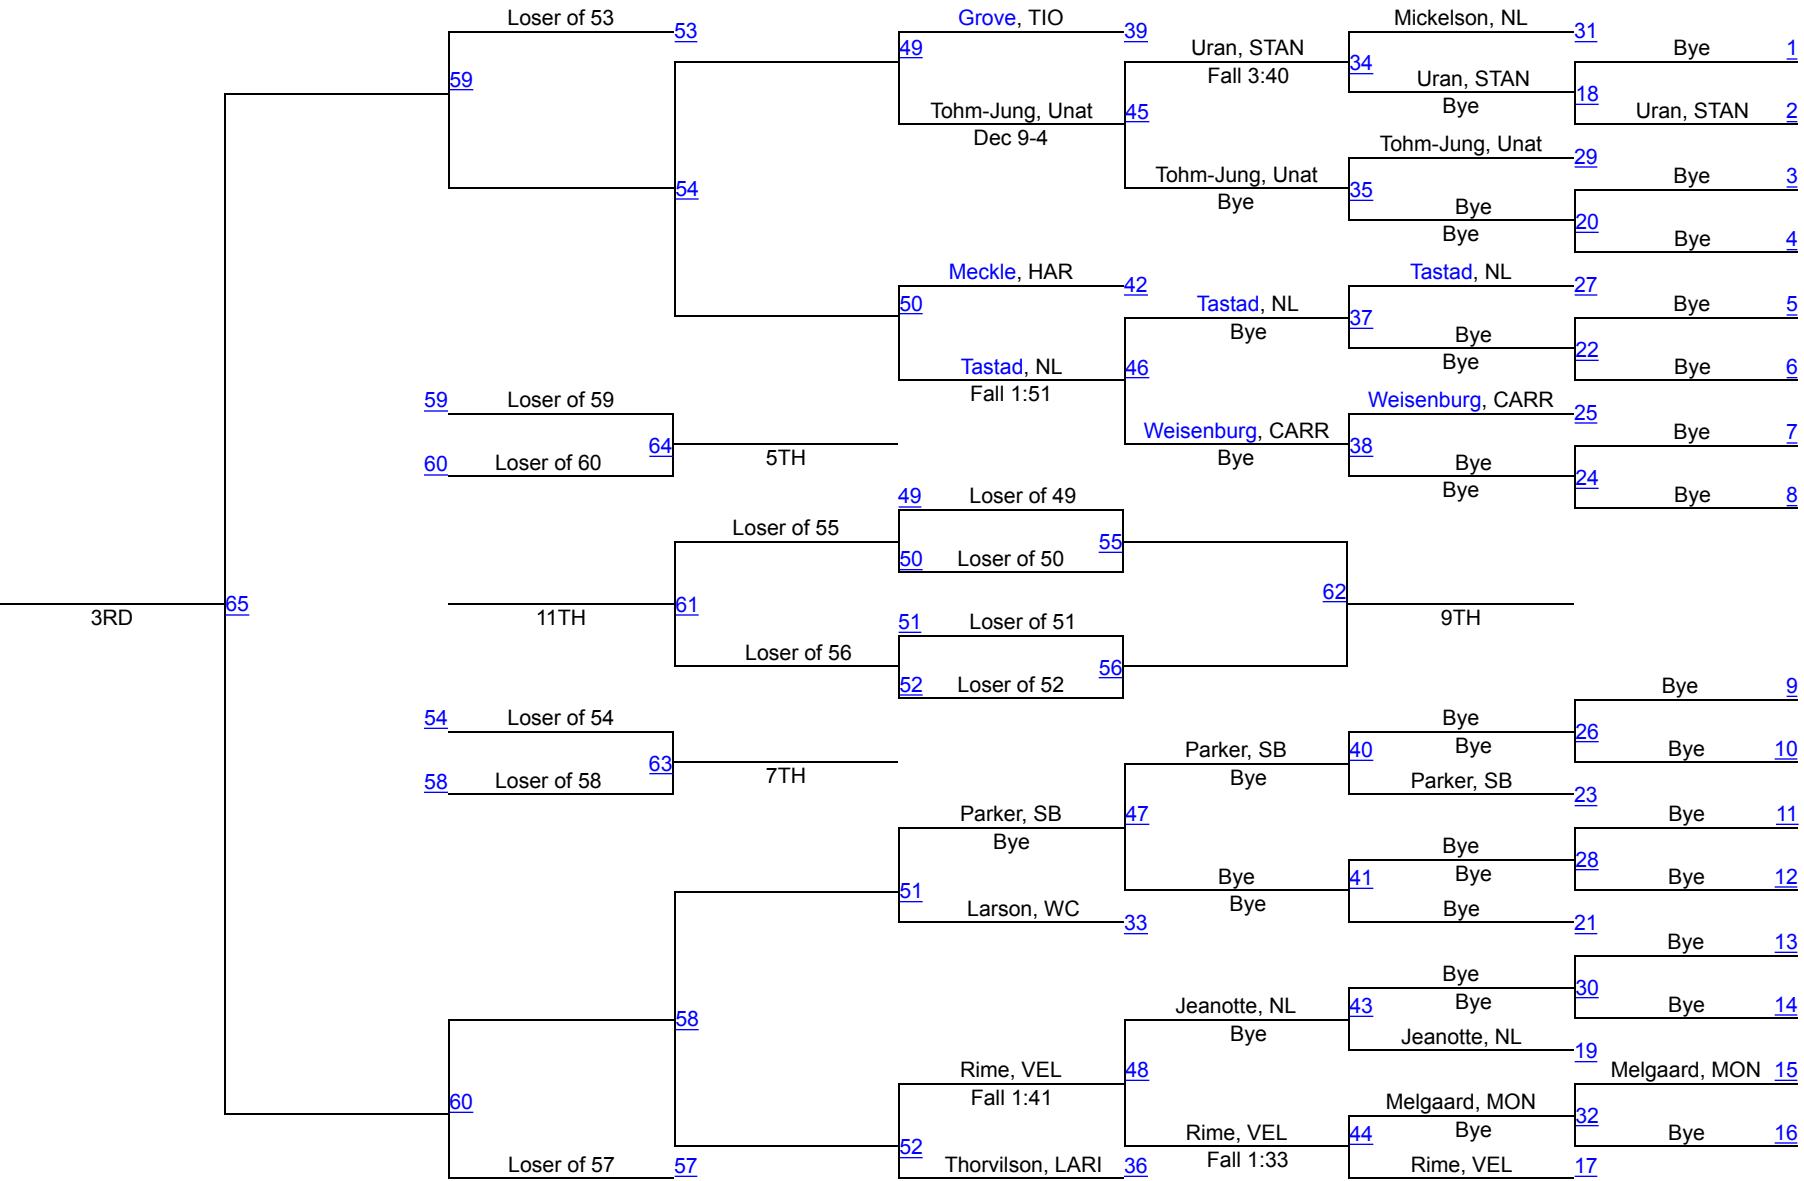 Loser of 53
53
Grove, TIO
39
Mickelson, NL
31
49
Uran, STAN
Fall 3:40
34
Bye
1
59
Uran, STAN
Bye
18
Tohm-Jung, Unat
Dec 9-4
45
Uran, STAN
2
Tohm-Jung, Unat
29
54
Tohm-Jung, Unat
Bye
35
Bye
3
Bye
Bye
20
Bye
4
Meckle, HAR
42
Tastad, NL
27
50
Tastad, NL
Bye
37
Bye
5
Bye
Bye
22
Tastad, NL
Fall 1:51
46
Bye
6
59
Loser of 59
Weisenburg, CARR
25
64
5TH
Weisenburg, CARR
Bye
38
Bye
7
60
Loser of 60
Bye
Bye
24
49
Loser of 49
Bye
8
Loser of 55
55
50
Loser of 50
3RD
65
11TH
61
62
9TH
51
Loser of 51
Loser of 56
56
52
Loser of 52
Bye
9
54
Loser of 54
Bye
Bye
26
63
7TH
Parker, SB
Bye
40
Bye
10
58
Loser of 58
Parker, SB
23
Parker, SB
Bye
47
Bye
11
Bye
Bye
28
51
Bye
Bye
41
Bye
12
Larson, WC
33
Bye
21
Bye
13
Bye
Bye
30
58
Jeanotte, NL
Bye
43
Bye
14
Jeanotte, NL
19
Rime, VEL
Fall 1:41
48
Melgaard, MON
15
60
Melgaard, MON
Bye
32
52
Rime, VEL
Fall 1:33
44
Bye
16
Loser of 57
57
Thorvilson, LARI
36
Rime, VEL
17